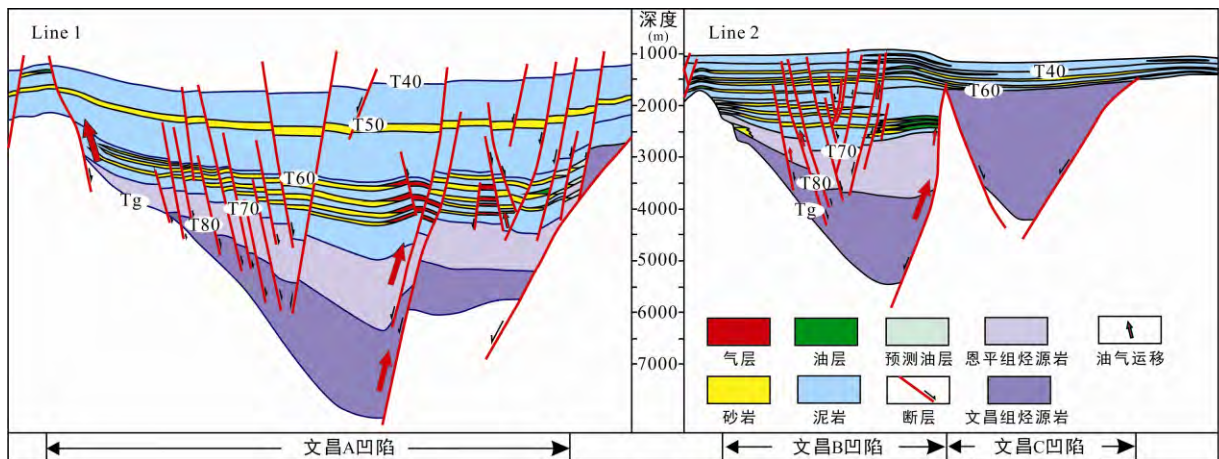 Line 1
深度
(m)
Line 2
1000
2000
3000
4000
5000
6000
7000
T40
T50
T60
Tg
T70
T80
T40
T60
T70
T80
Tg
气层
油层
预测油层
恩平组烃源岩
油气运移
砂岩
泥岩
断层
文昌组烃源岩
文昌A凹陷
文昌B凹陷
文昌C凹陷